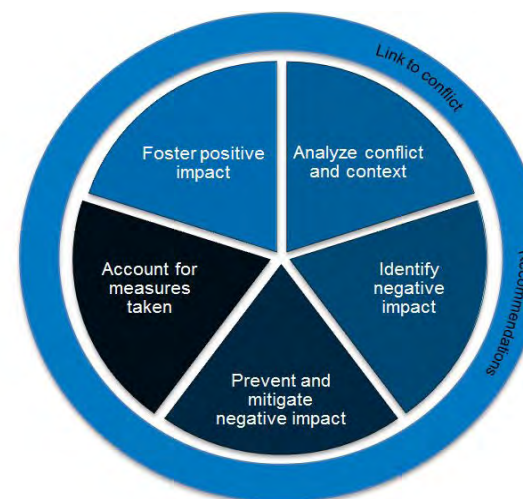 Link to conflict
Foster positive
impact
Analyze conflict
and context
Account for
measures
taken
Identify
negative
impact
Prevent and
mitigate
negative impact